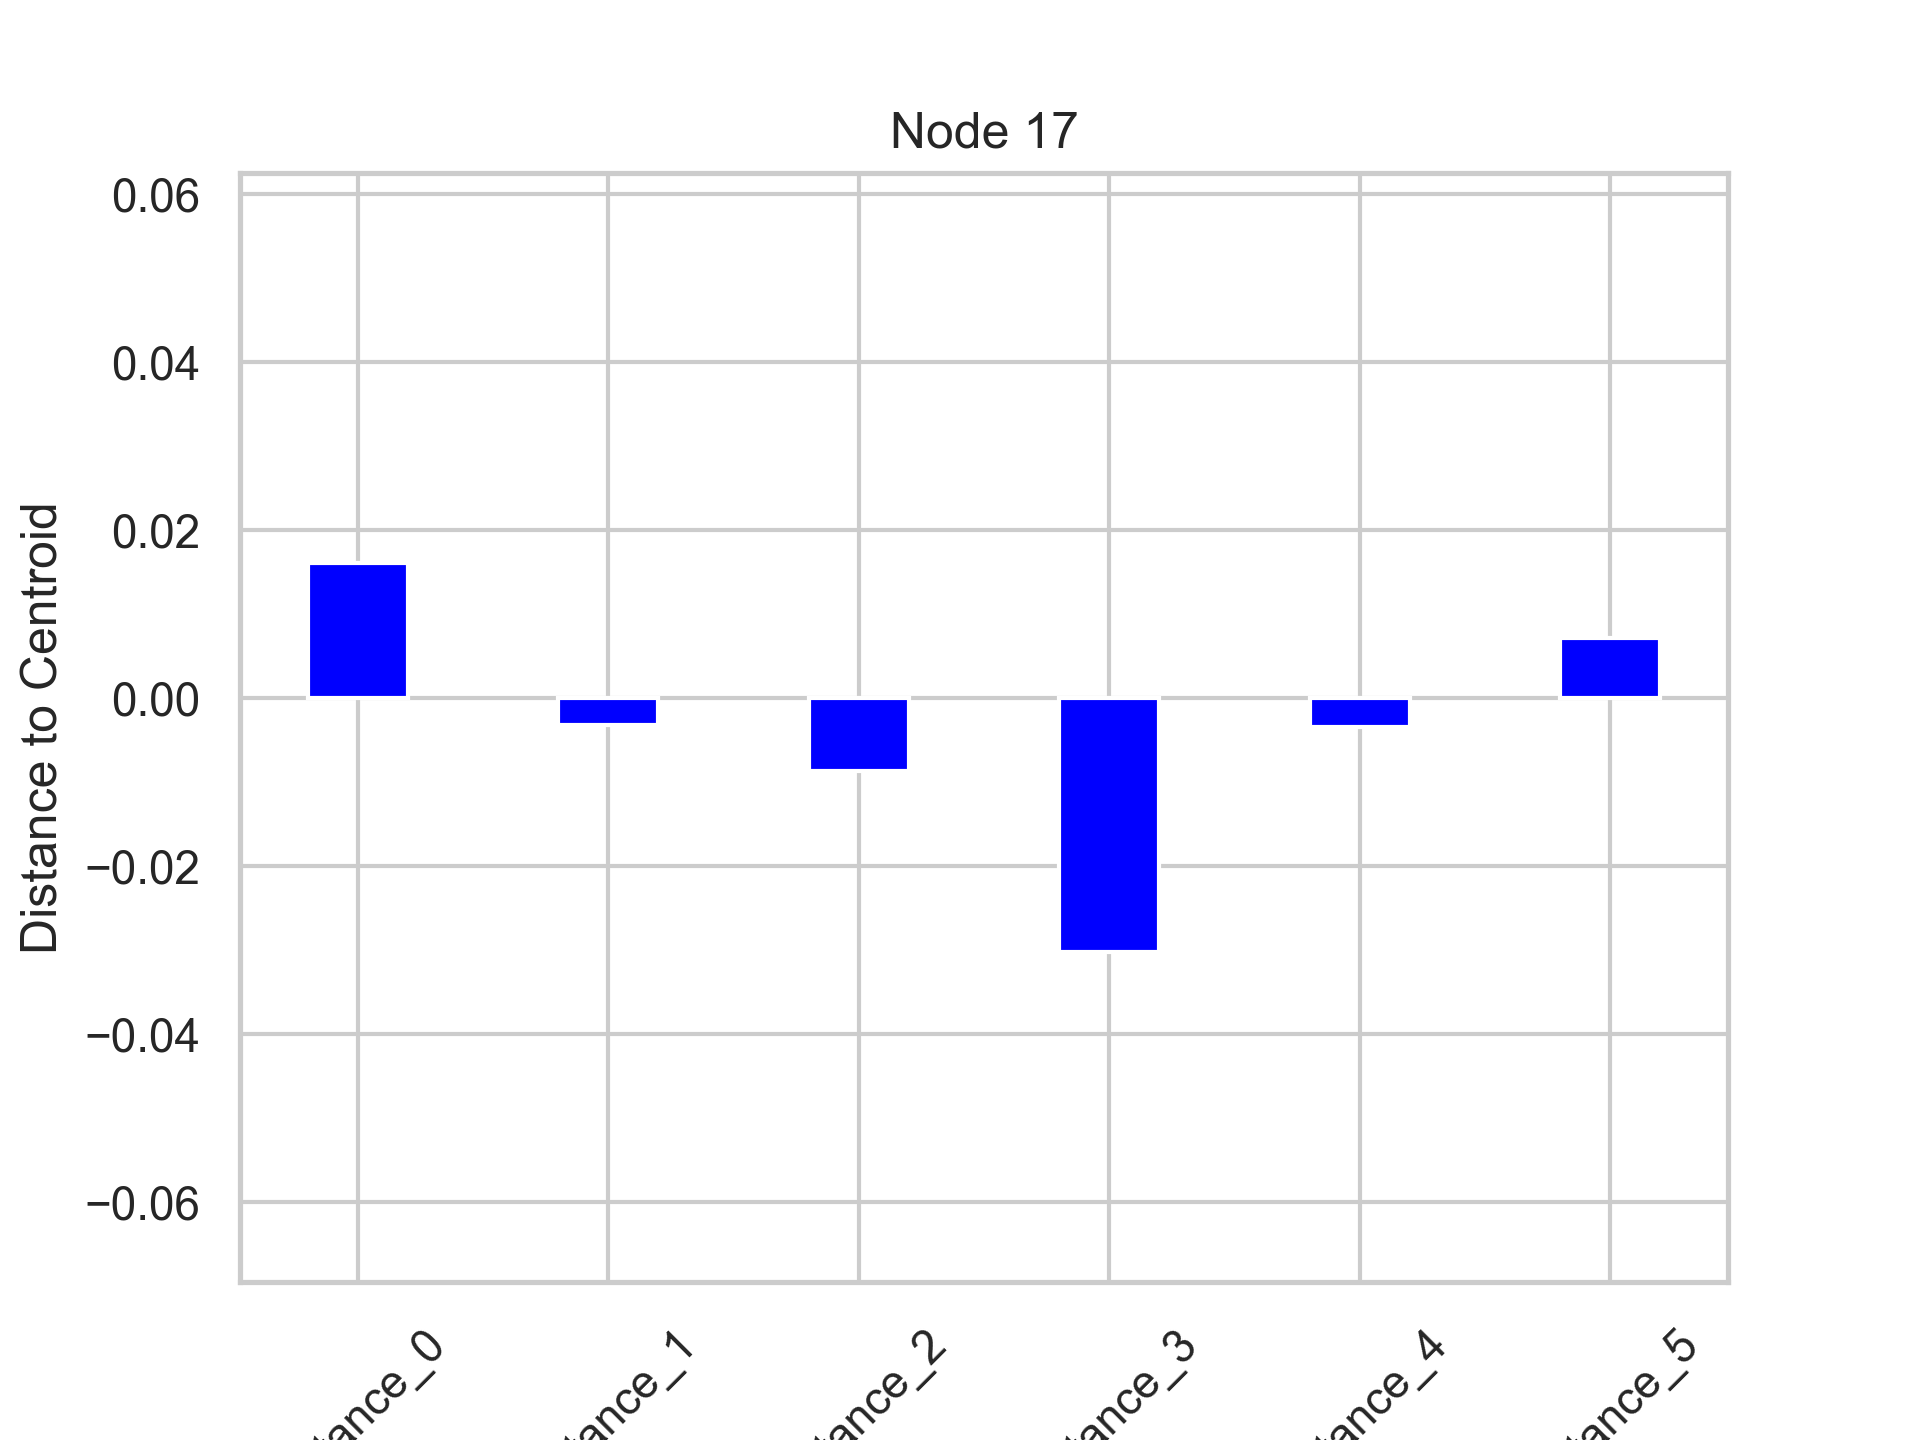 Node 17
Distance to Centroid
0.06
0.04
0.02
0.00
−0.02
−0.04
−0.06
tance_0
tance_1
tance_2
tance_3
tance_4
tance_5